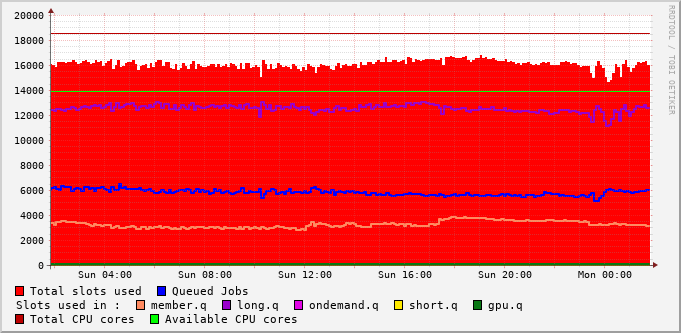 20000
18000
16000
14000
12000
10000
8000
6000
4000
2000
0
Sun 04:00 Sun 08:00 Sun 12:00 Sun 16:00 Sun 20:00 Mon 00:00
RRDTOOL / TOBI OETIKER
Total slots used Queued Jobs
Slots used in : member.q long.q ondemand.q short.q gpu.q
Total CPU cores Available CPU cores